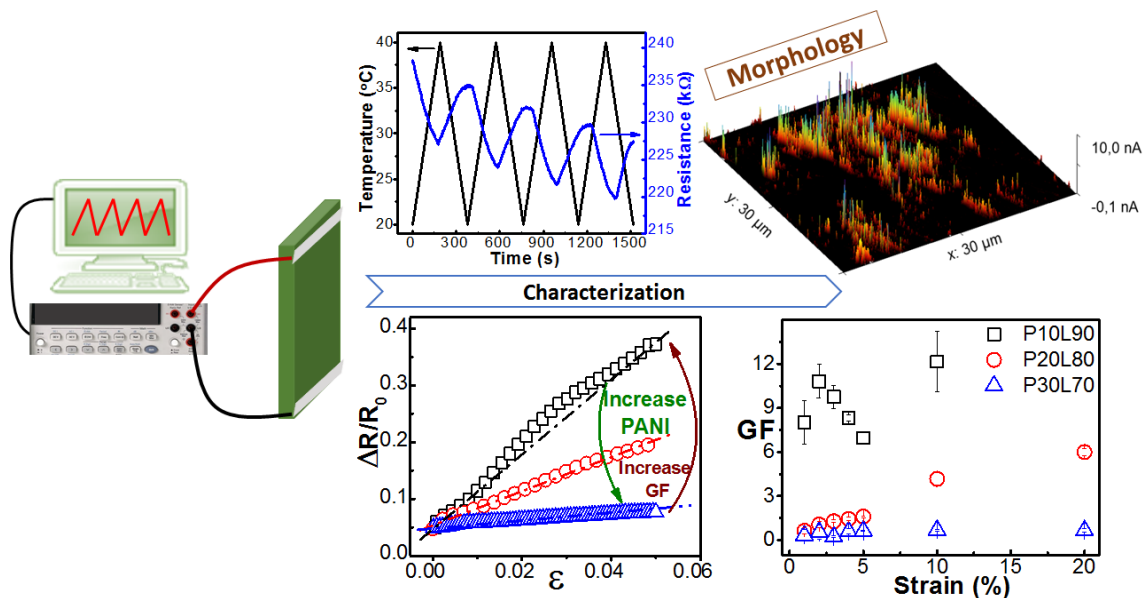 Temperature (°C)
40
35
30
25
20
0 300 600 900 1200 1500
Time (s)
240
235
230
225
220
215
Resistance (kΩ)
Morphology
10,0 nA
-0,1 nA
y: 30 µm
x: 30 µm
Characterization
ΔR/R0
0.4
0.3
0.2
0.1
0.0
Increase
PANI
Increase
GF
0.00 0.02 0.04 0.06
ε
GF
12
9
6
3
0
P10L90
P20L80
P30L70
0 5 10 15 20
Strain (%)